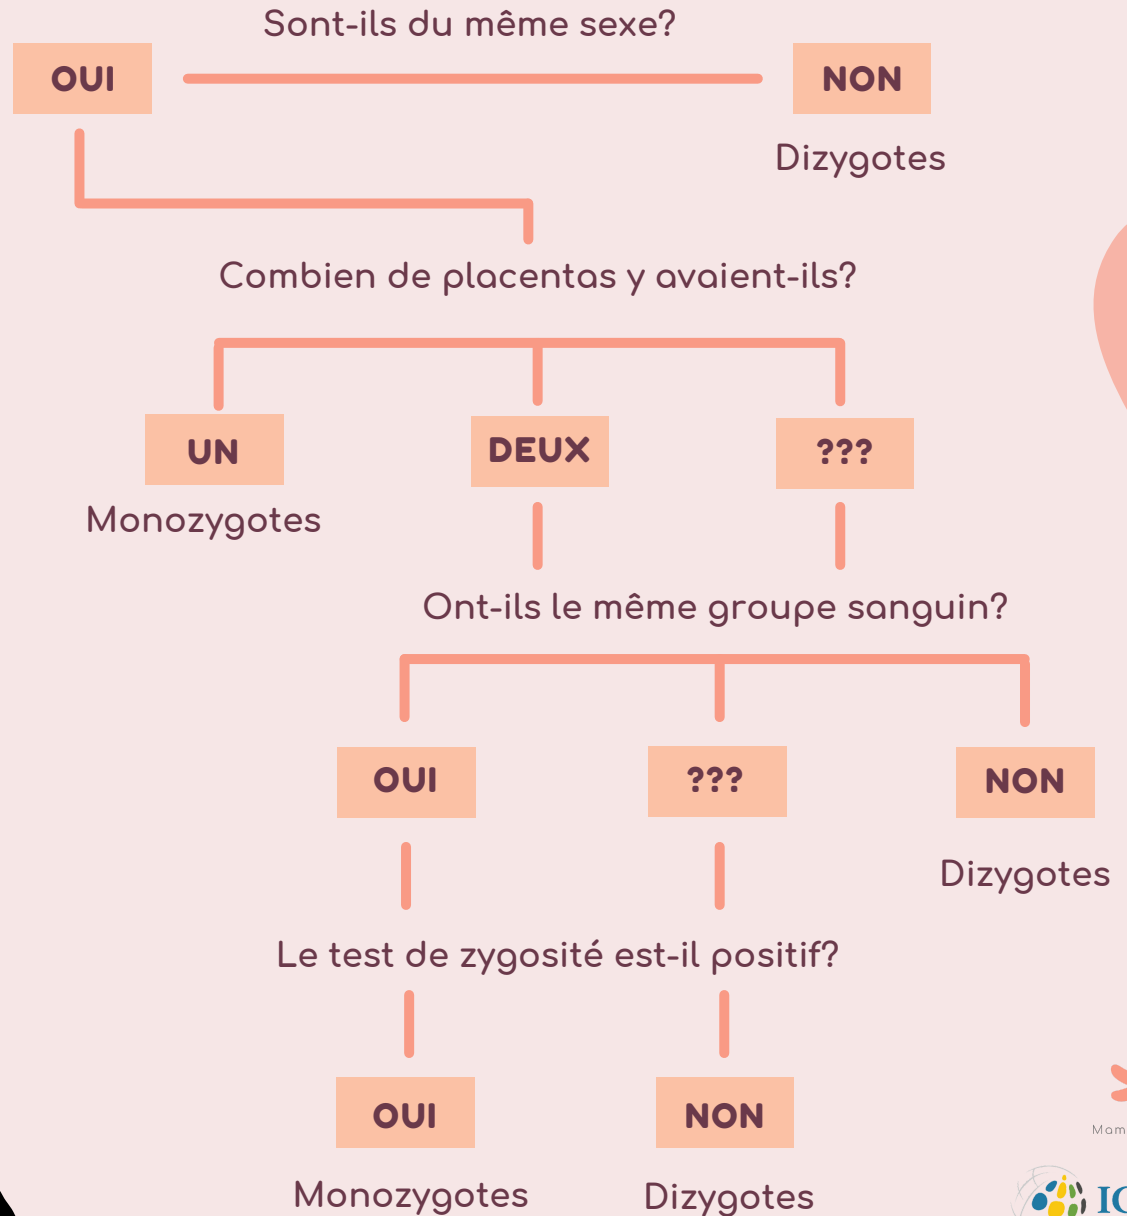 Sont-ils du même sexe?
OUI
NON
Dizygotes
Combien de placentas y avaient-ils?
UN
DEUX
???
Monozygotes
Ont-ils le même groupe sanguin?
OUI
???
NON
Dizygotes
Le test de zygosité est-il positif?
OUI
NON
Monozygotes
Dizygotes